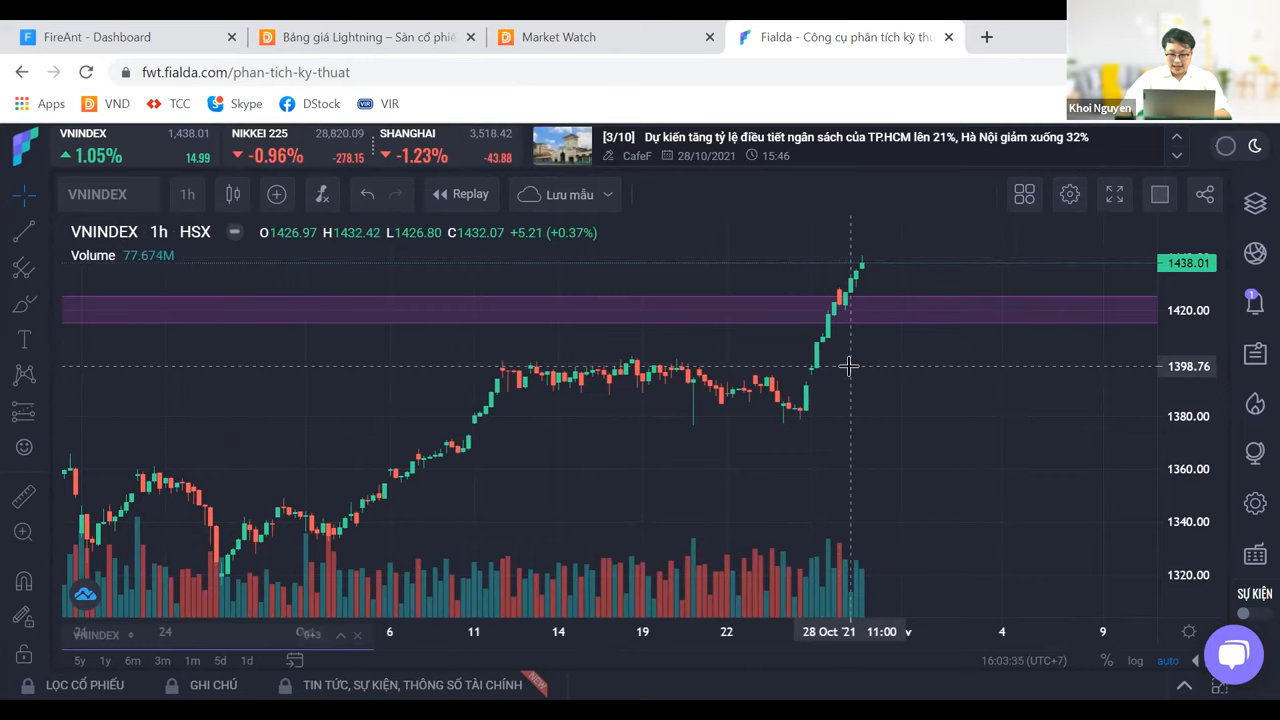 FireAnt - Dashboard
Bảng giá Lightning – Sàn cổ phiế
Market Watch
Fialda - Công cụ phân tích kỹ thu
fwt.fialda.com/phan-tich-ky-thuat
Apps
VND
TCC
Skype
DStock
VIR
VIR
Khoi Nguyen
VNINDEX 1,438.01
1.05% 14.99
NIKKEI 225 28,820.09
-0.96% -278.15
SHANGHAI 3,518.42
-1.23% -43.88
[3/10] Dự kiến tăng tỷ lệ điều tiết ngân sách của TP.HCM lên 21%, Hà Nội giảm xuống 32%
CafeF 28/10/2021 15:46
VNINDEX
1h
Replay
Lưu mẫu
VNINDEX 1h HSX O1426.97 H1432.42 L1426.80 C1432.07 +5.21 (+0.37%)
Volume 77.674M
1438.01
1420.00
1398.76
1380.00
1360.00
1340.00
1320.00
1
SỰ KIỆN
24 6 11 14 19 22 28 Oct '21 11:00 v 4 9
VNINDEX
5y 1y 6m 3m 1m 5d 1d
16:03:35 (UTC+7) % log auto
LỌC CỔ PHIẾU
GHI CHÚ
TIN TỨC, SỰ KIỆN, THÔNG SỐ TÀI CHÍNH
NEW